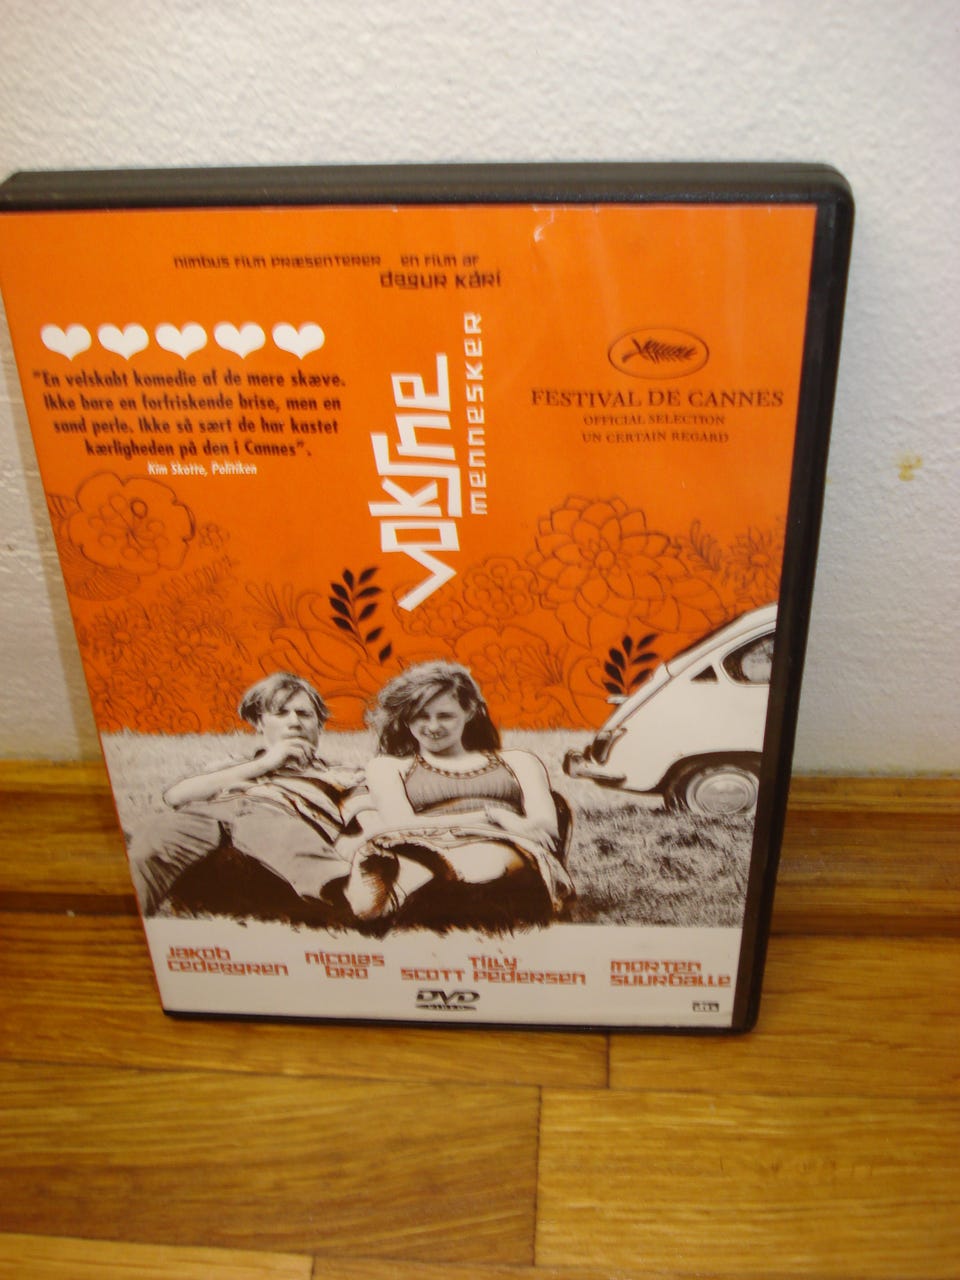 nimbus film præsenterer en film af
dagur kári
voksne
mennesker
"En velskabt komedie af de mere skæve.
Ikke bare en forfriskende brise, men en
sand perle. Ikke så sært de har kastet
kærligheden på den i Cannes".
Kim Skotte, Politiken
FESTIVAL DE CANNES
OFFICIAL SELECTION
UN CERTAIN REGARD
Jakob
Cedergren
nicolas
Bro
Tilly
Scott Pedersen
Morten
Suurballe
DVD
VIDEO
dts